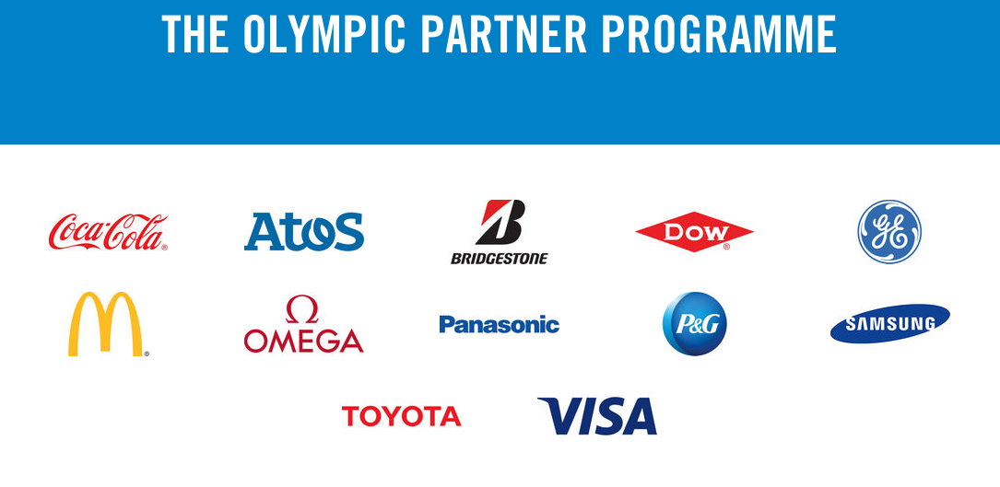 THE OLYMPIC PARTNER PROGRAMME
Coca-Cola®
Atos
BRIDGESTONE
Dow®
GE
M®
Ω
OMEGA
Panasonic
P&G
SAMSUNG
TOYOTA
VISA